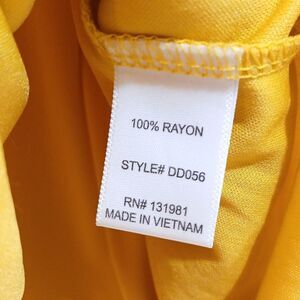 100% RAYON
STYLE# DD056
RN# 131981
MADE IN VIETNAM